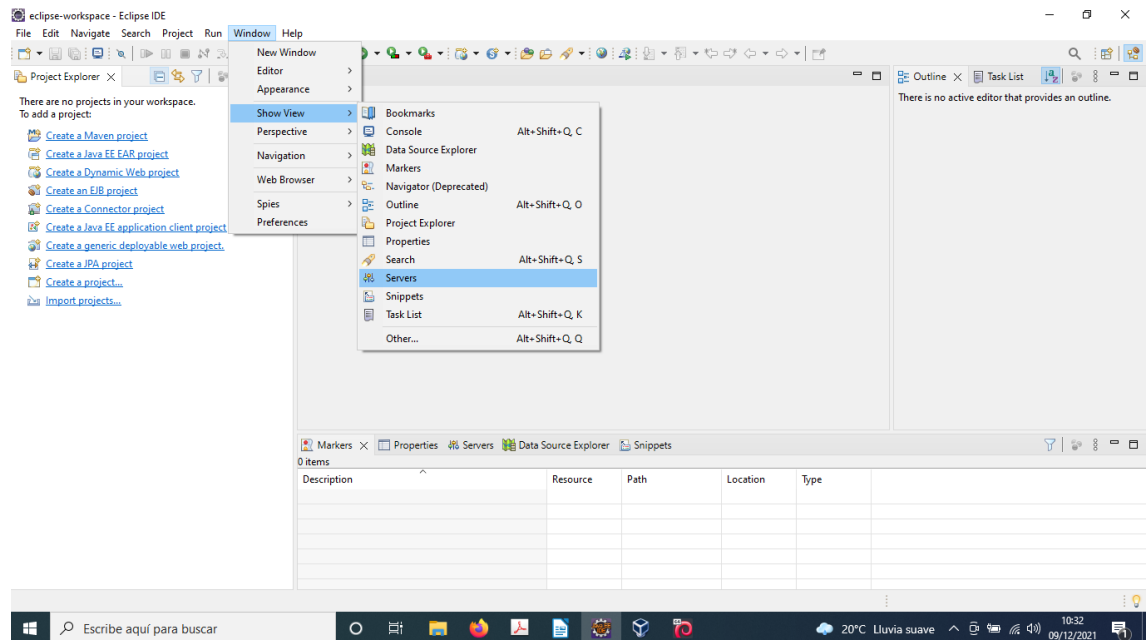 eclipse-workspace - Eclipse IDE
File Edit Navigate Search Project Run Window Help
Project Explorer
There are no projects in your workspace.
To add a project:
Create a Maven project
Create a Java EE EAR project
Create a Dynamic Web project
Create an EJB project
Create a Connector project
Create a Java EE application client project
Create a generic deployable web project.
Create a JPA project
Create a project...
Import projects...
New Window
Editor
Appearance
Show View
Perspective
Navigation
Web Browser
Spies
Preferences
Bookmarks
Console Alt+Shift+Q, C
Data Source Explorer
Markers
Navigator (Deprecated)
Outline Alt+Shift+Q, O
Project Explorer
Properties
Search Alt+Shift+Q, S
Servers
Snippets
Task List Alt+Shift+Q, K
Other... Alt+Shift+Q, Q
Outline Task List
There is no active editor that provides an outline.
Markers Properties Servers Data Source Explorer Snippets
0 items
Description Resource Path Location Type
Escribe aquí para buscar
20°C Lluvia suave
10:32
09/12/2021